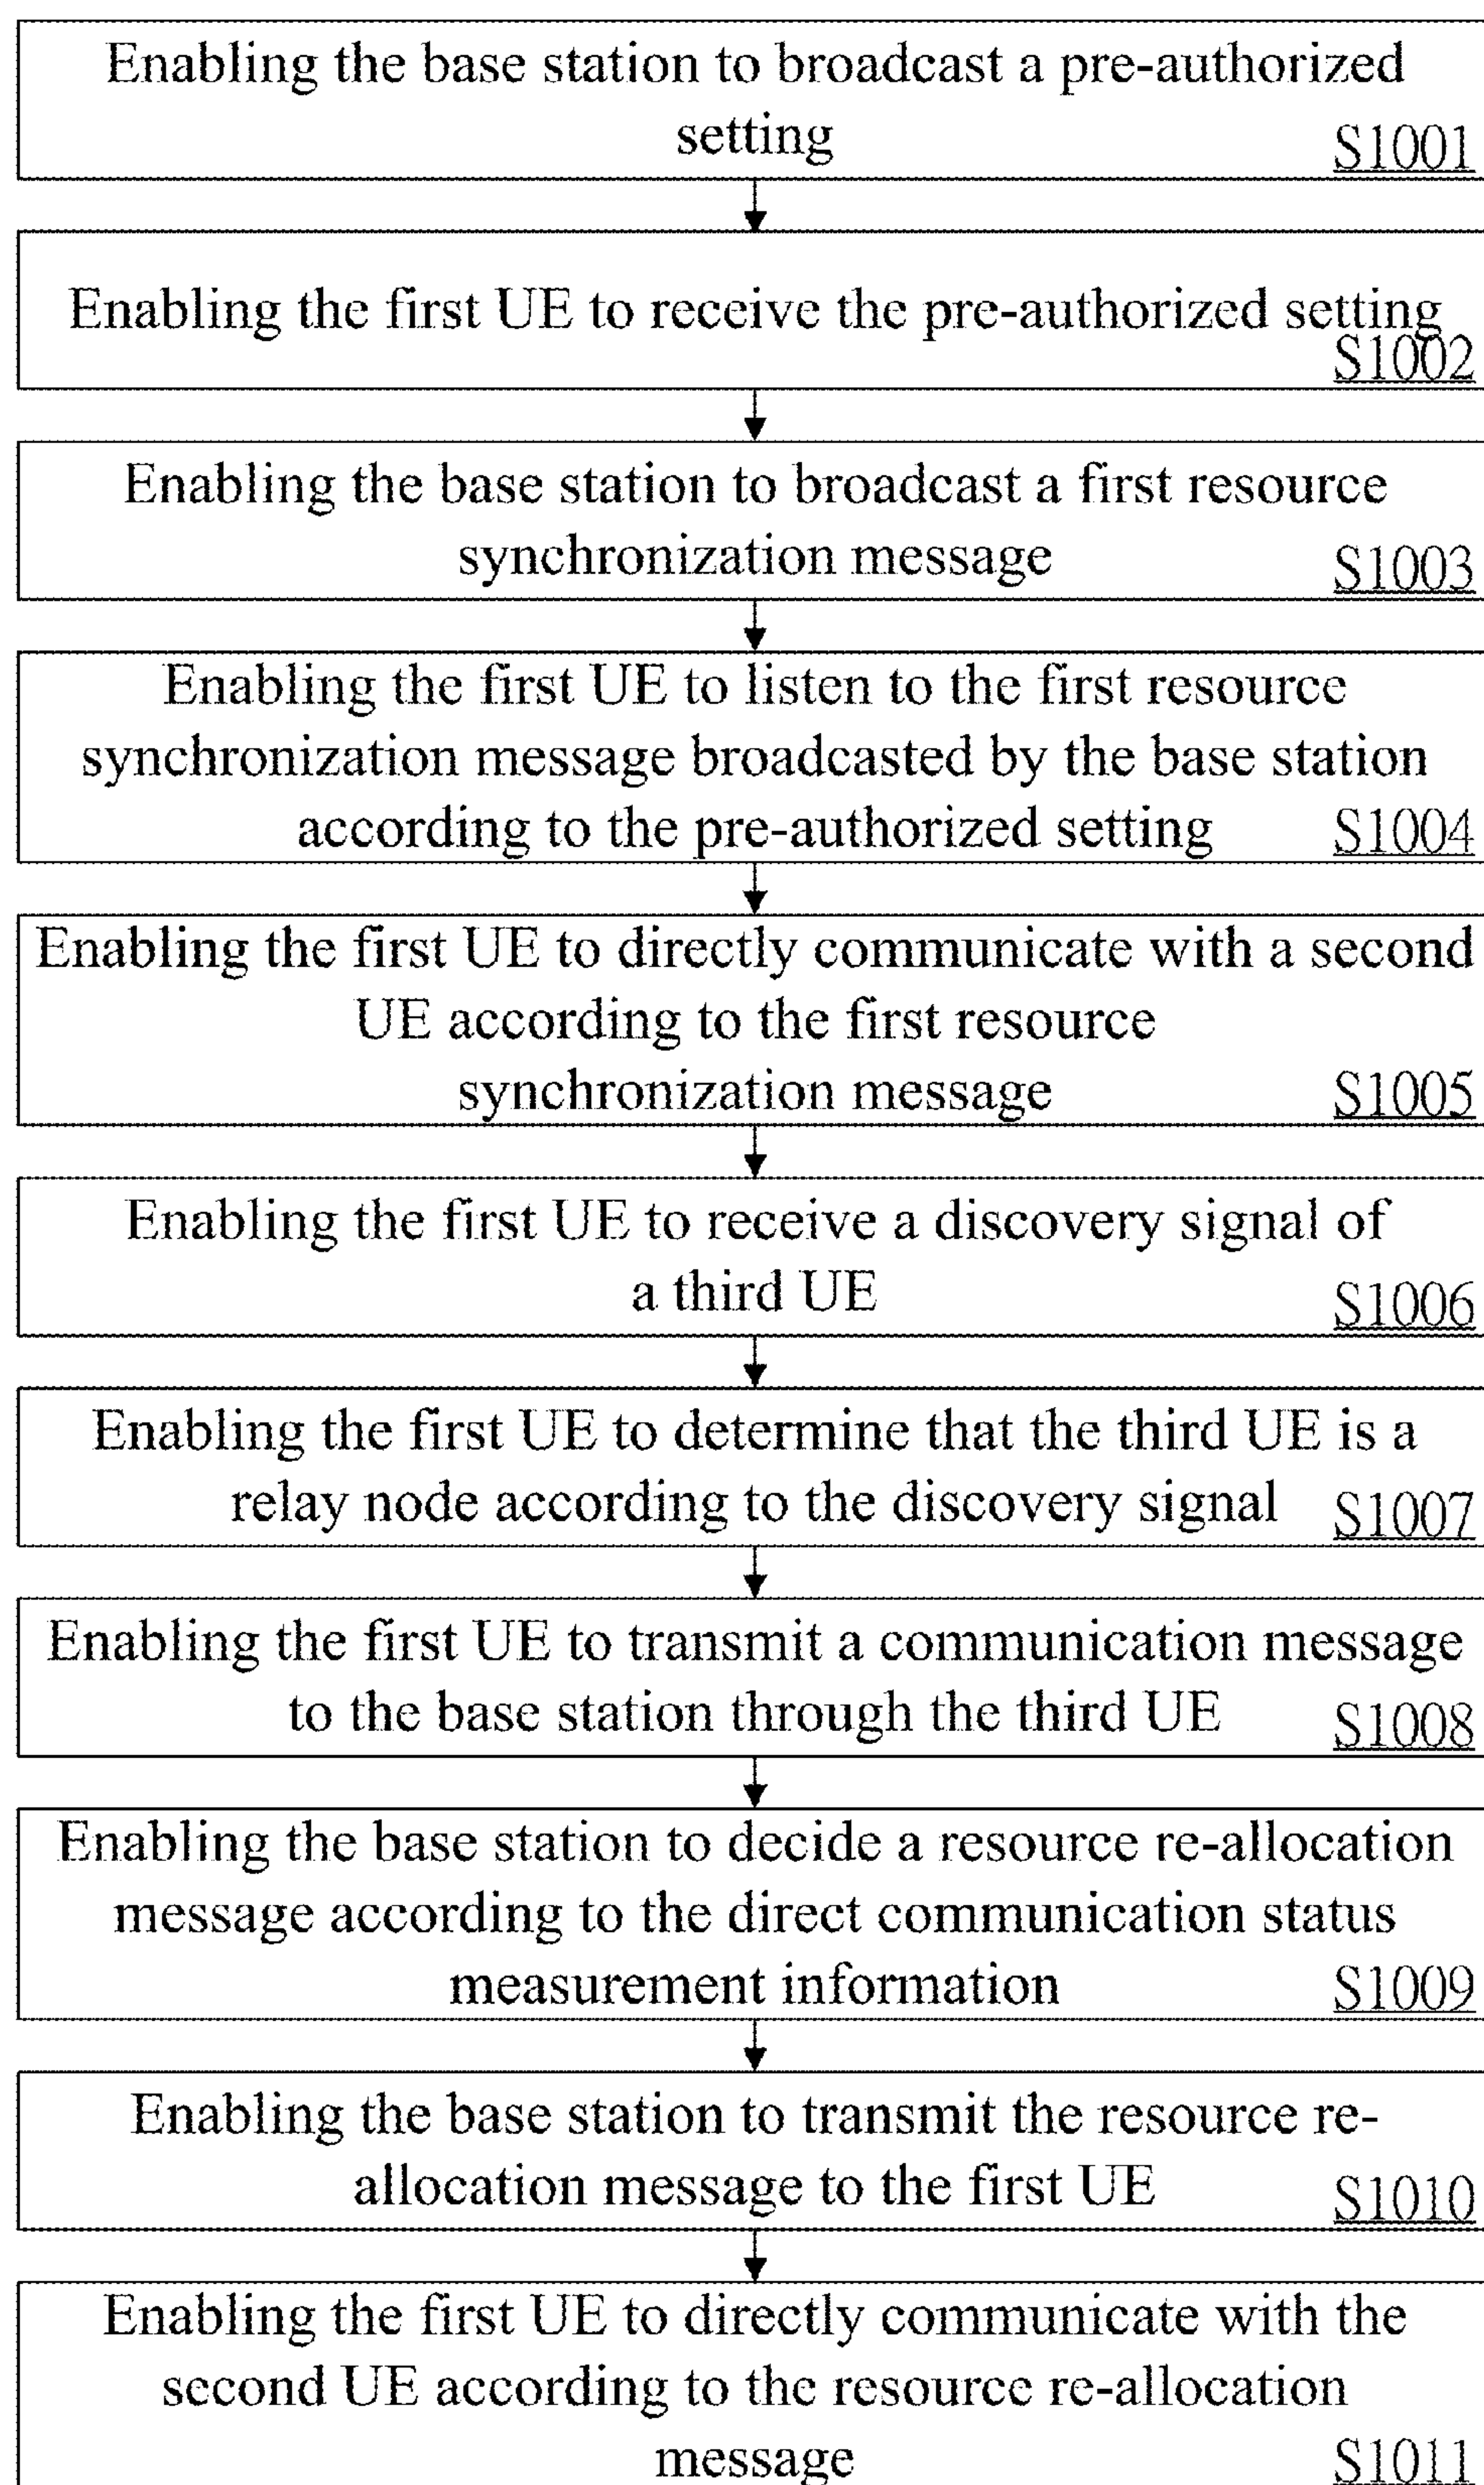 Enabling the base station to broadcast a pre-authorized
setting
S1001
Enabling the first UE to receive the pre-authorized setting
S1002
Enabling the base station to broadcast a first resource
synchronization message
S1003
Enabling the first UE to listen to the first resource
synchronization message broadcasted by the base station
according to the pre-authorized setting
S1004
Enabling the first UE to directly communicate with a second
UE according to the first resource
synchronization message
S1005
Enabling the first UE to receive a discovery signal of
a third UE
S1006
Enabling the first UE to determine that the third UE is a
relay node according to the discovery signal
S1007
Enabling the first UE to transmit a communication message
to the base station through the third UE
S1008
Enabling the base station to decide a resource re-allocation
message according to the direct communication status
measurement information
S1009
Enabling the base station to transmit the resource re-
allocation message to the first UE
S1010
Enabling the first UE to directly communicate with the
second UE according to the resource re-allocation
message
S1011